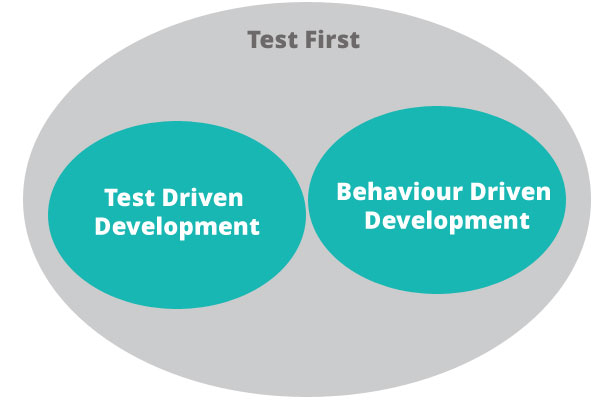 Test First
Test Driven
Development
Behaviour Driven
Development